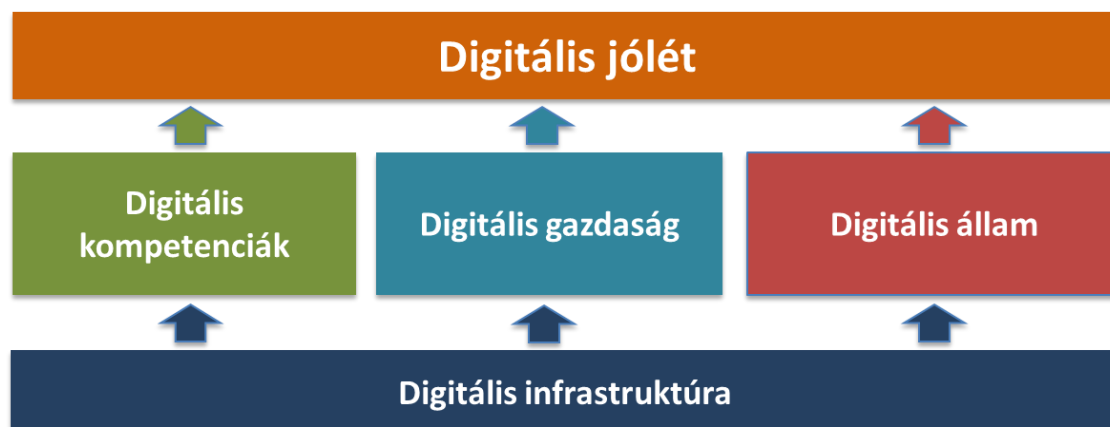 Digitális jólét
Digitális
kompetenciák
Digitális gazdaság
Digitális állam
Digitális infrastruktúra